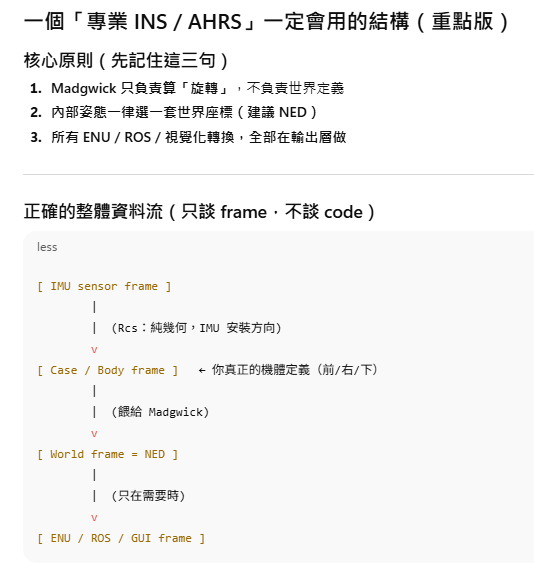 一個「專業 INS / AHRS」一定會用的結構（重點版）
核心原則（先記住這三句）
1. Madgwick 只負責算「旋轉」，不負責世界定義
2. 內部姿態一律選一套世界座標（建議 NED）
3. 所有 ENU / ROS / 視覺化轉換，全部在輸出層做
正確的整體資料流（只談 frame，不談 code）
less
[ IMU sensor frame ]
|
| (Rcs：純幾何，IMU 安裝方向)
v
[ Case / Body frame ] ← 你真正的機體定義（前/右/下）
|
| (餵給 Madgwick)
v
[ World frame = NED ]
|
| (只在需要時)
v
[ ENU / ROS / GUI frame ]